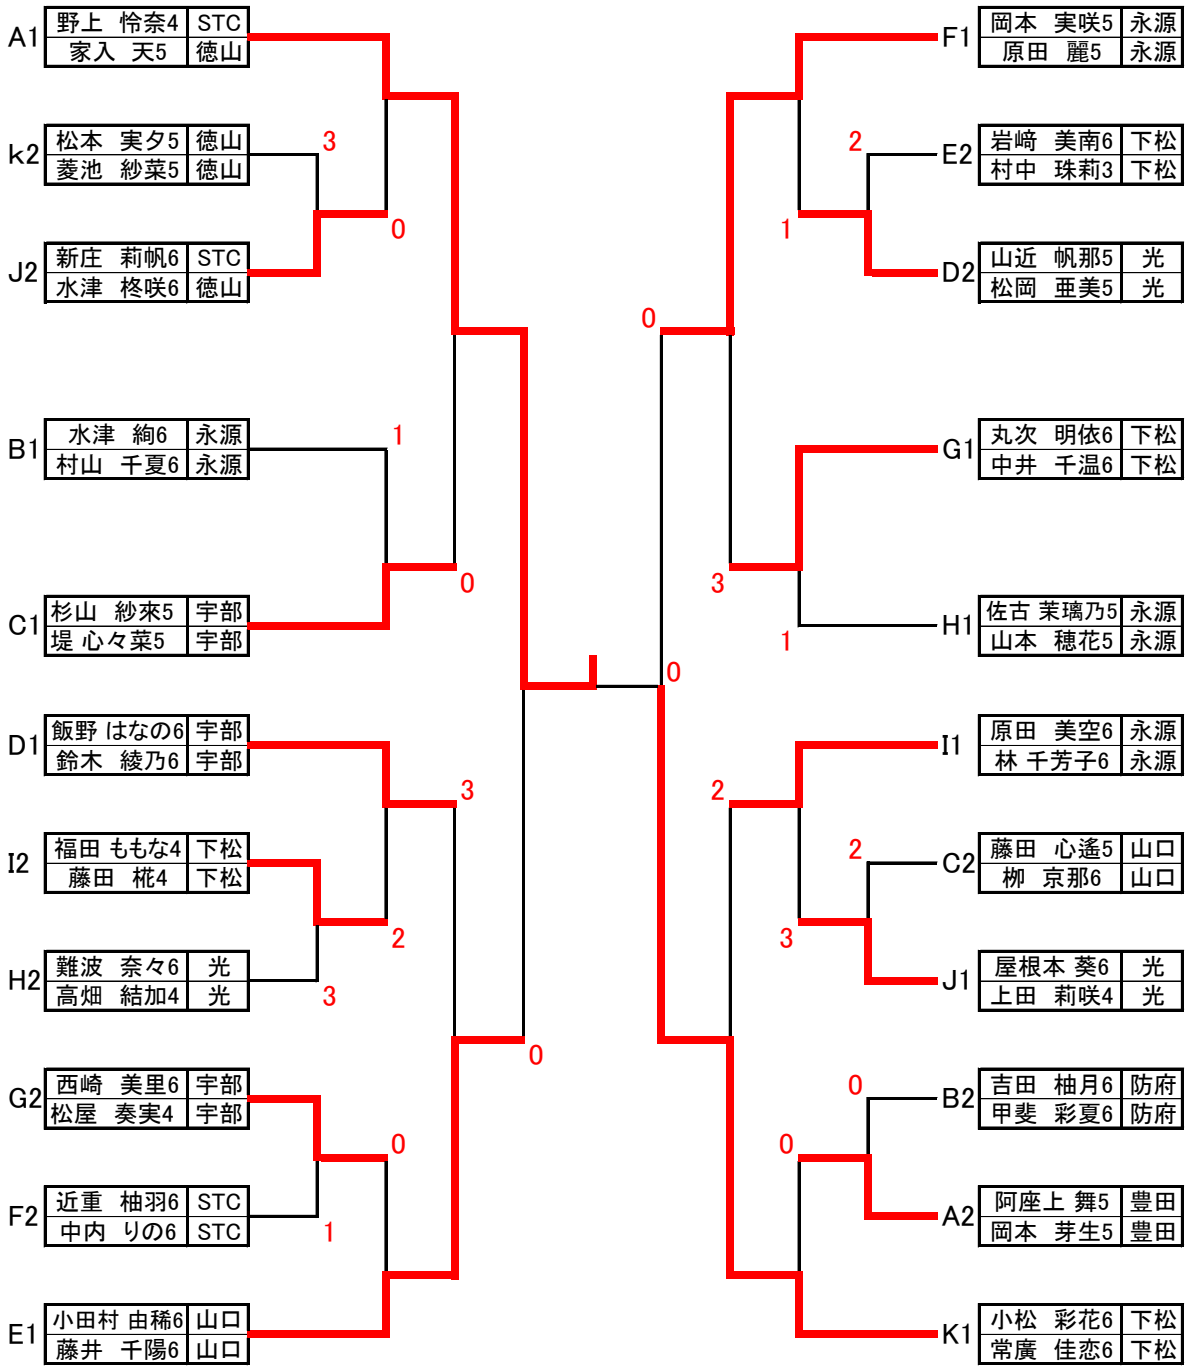 A1 野上 怜奈4 STC
家入 天5 徳山
k2 松本 実夕5 徳山
菱池 紗菜5 徳山
3
0
J2 新庄 莉帆6 STC
水津 柊咲6 徳山
B1 水津 絢6 永源
村山 千夏6 永源
1
0
C1 杉山 紗來5 宇部
堤 心々菜5 宇部
D1 飯野 はなの6 宇部
鈴木 綾乃6 宇部
3
I2 福田 ももな4 下松
藤田 椛4 下松
2
H2 難波 奈々6 光
高畑 結加4 光
3
0
G2 西崎 美里6 宇部
松屋 奏実4 宇部
0
F2 近重 柚羽6 STC
中内 りの6 STC
1
E1 小田村 由稀6 山口
藤井 千陽6 山口
F1 岡本 実咲5 永源
原田 麗5 永源
2
E2 岩﨑 美南6 下松
村中 珠莉3 下松
1
D2 山近 帆那5 光
松岡 亜美5 光
0
G1 丸次 明依6 下松
中井 千温6 下松
3
H1 佐古 茉璃乃5 永源
山本 穂花5 永源
1
0
I1 原田 美空6 永源
林 千芳子6 永源
2
2
C2 藤田 心遙5 山口
栁 京那6 山口
3
J1 屋根本 葵6 光
上田 莉咲4 光
0
B2 吉田 柚月6 防府
甲斐 彩夏6 防府
0
A2 阿座上 舞5 豊田
岡本 芽生5 豊田
K1 小松 彩花6 下松
常廣 佳恋6 下松